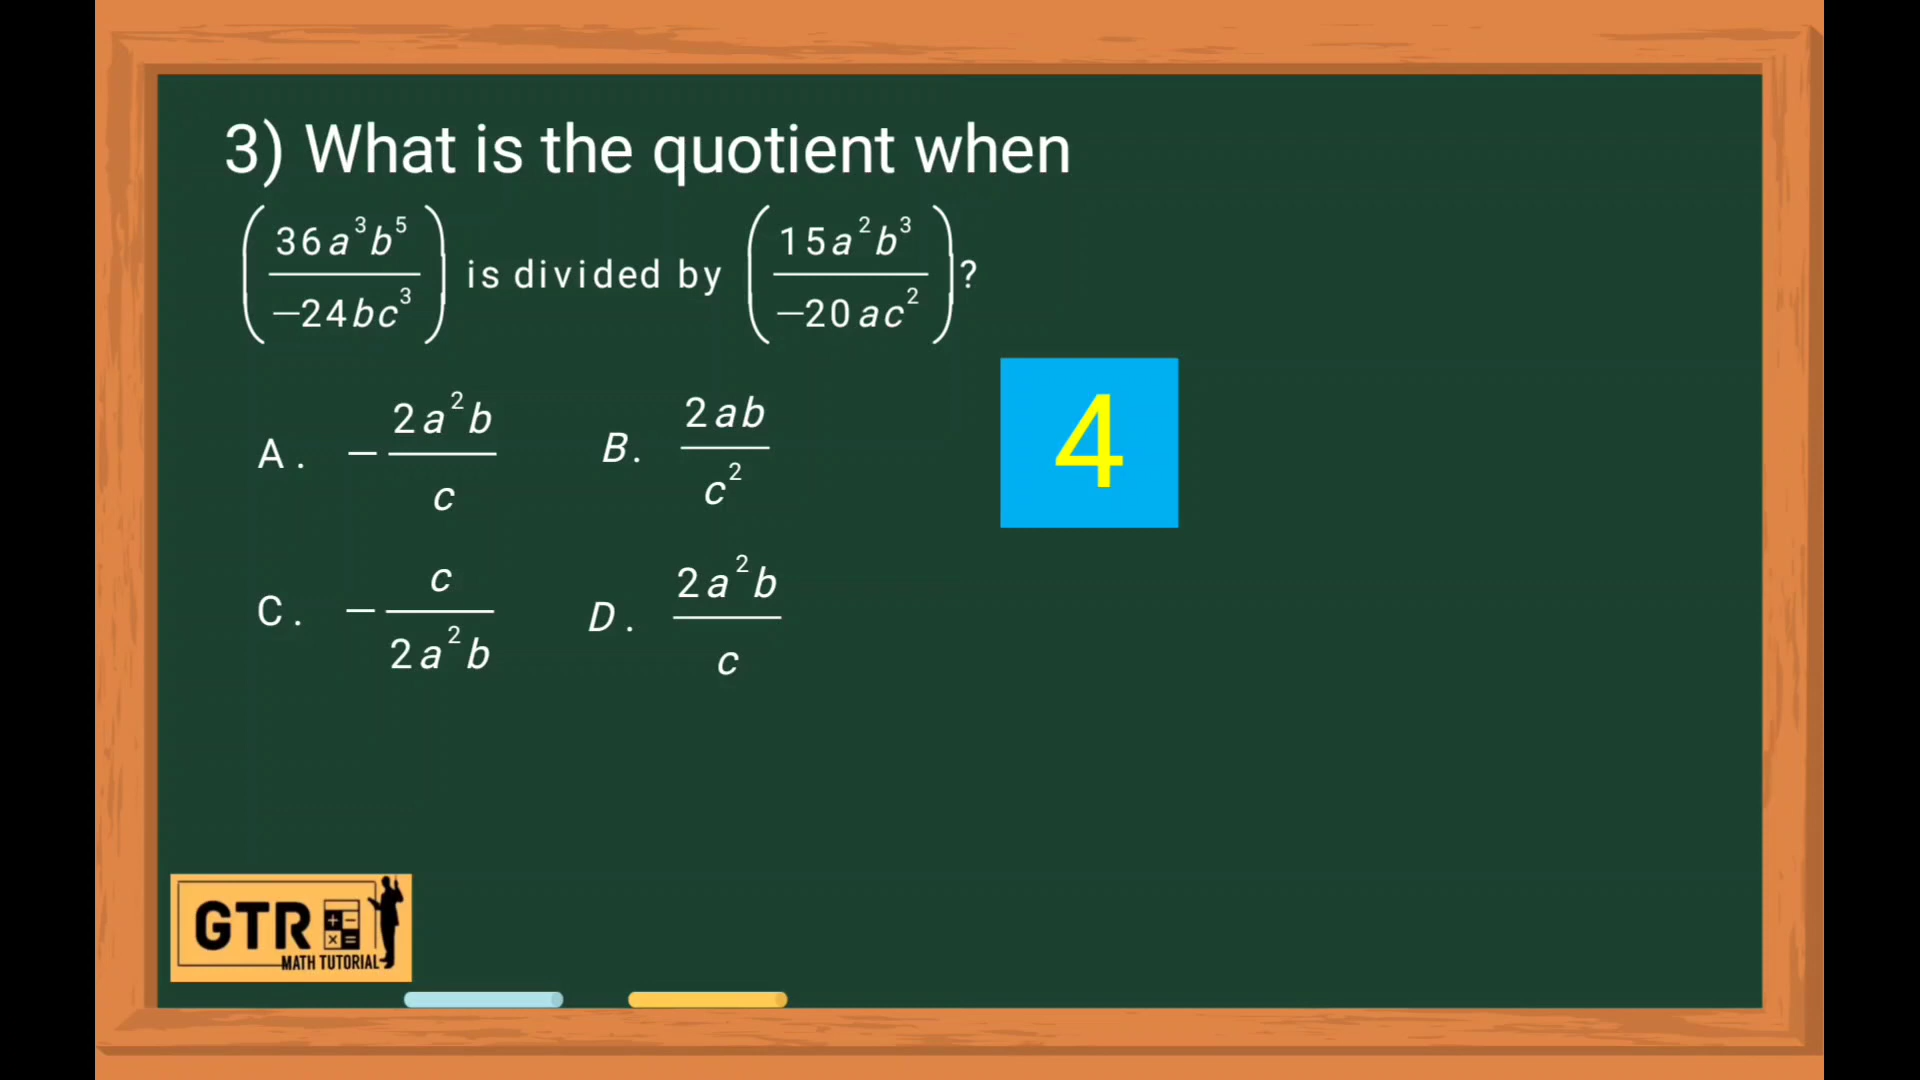 3) What is the quotient when
(36a³b⁵ / −24bc³) is divided by (15a²b³ / −20ac²)?
A. − 2a²b / c B. 2ab / c²
4
C. − c / 2a²b D. 2a²b / c
GTR
+ −
× =
MATH TUTORIAL